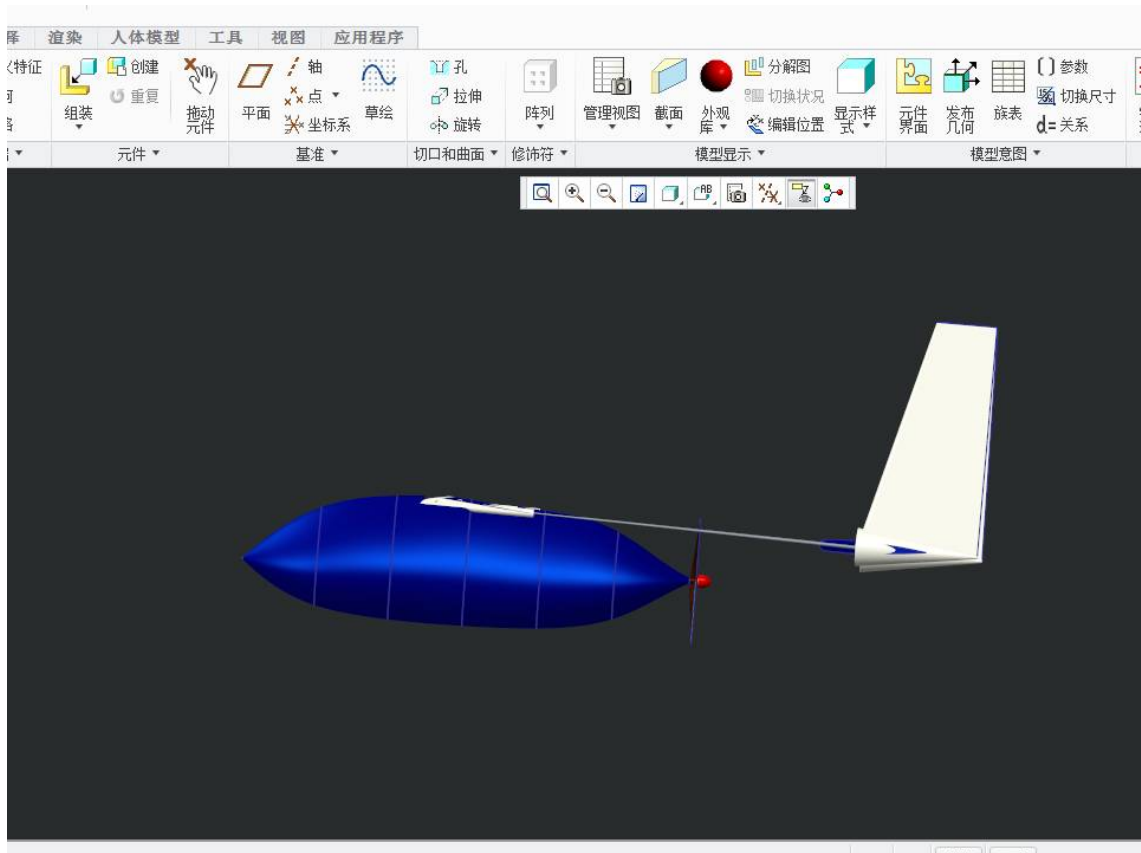 渲染 人体模型 工具 视图 应用程序
特征 创建 轴 孔 分解图 参数
重复 点 拉伸 切换状况 切换尺寸
组装 拖动元件 平面 坐标系 草绘 旋转 阵列 管理视图 截面 外观库 编辑位置 显示样式 元件界面 发布几何 族表 d=关系
元件 基准 切口和曲面 修饰符 模型显示 模型意图